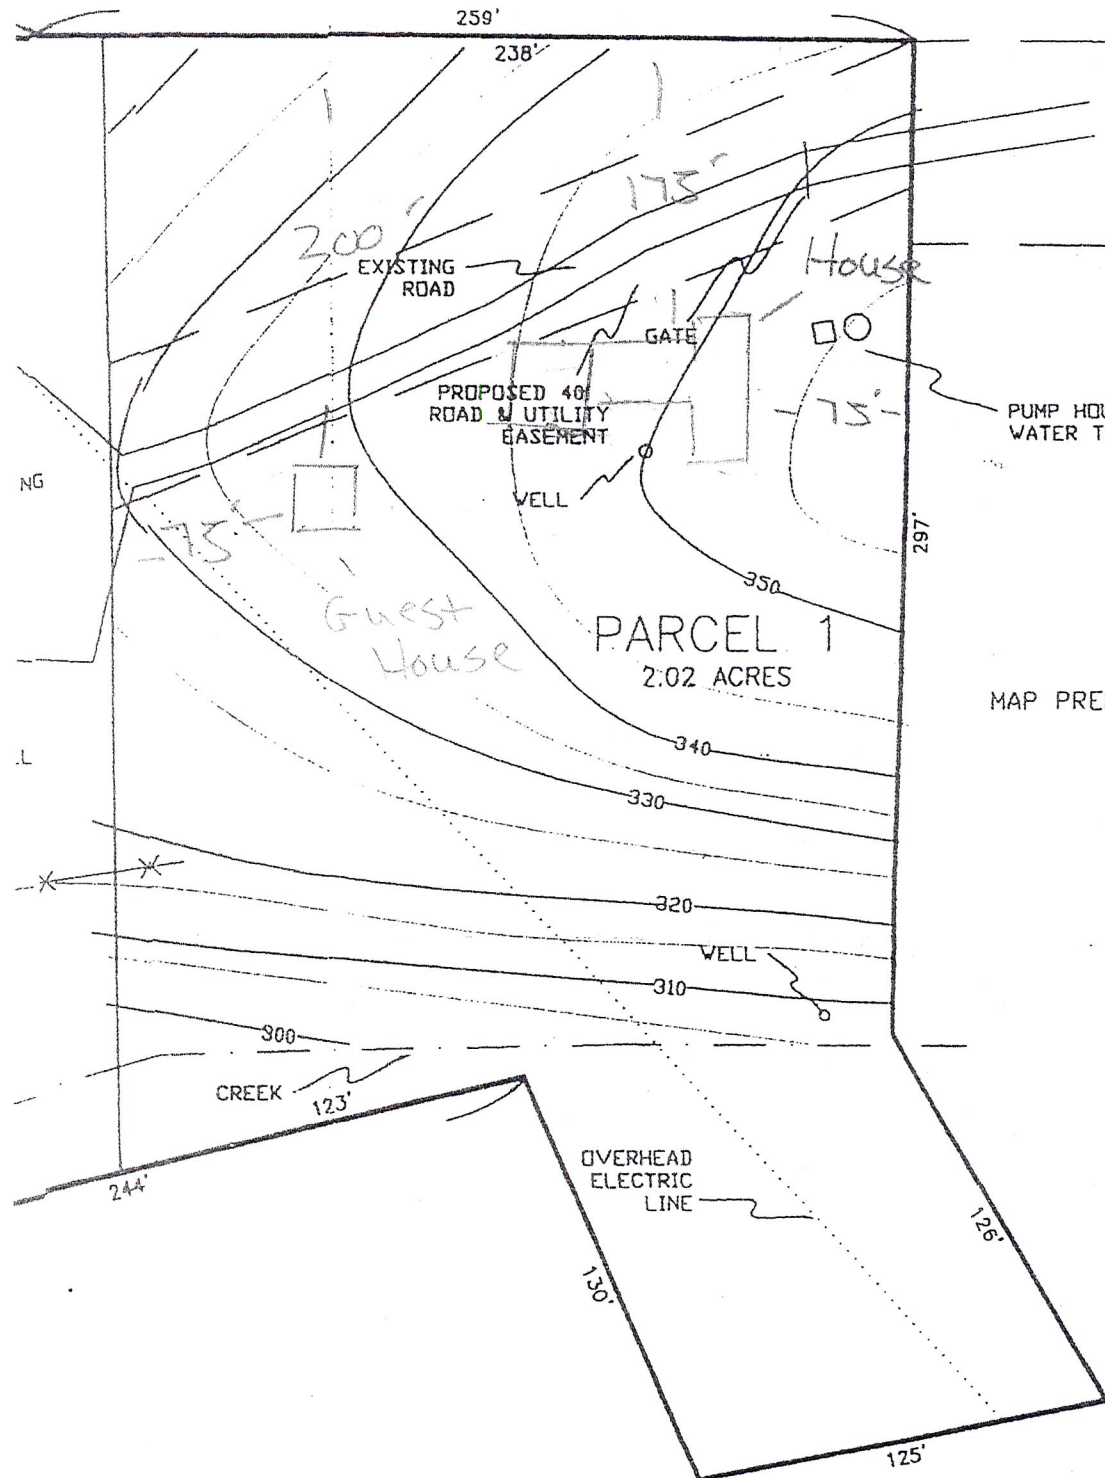 259'
238'
175'
200'
EXISTING
ROAD
House
GATE
PROPOSED 40'
ROAD & UTILITY
EASEMENT
-75'-
PUMP HOU
WATER T
NG
WELL
297'
-75'-
350
Guest
House
PARCEL 1
2.02 ACRES
MAP PRE
.L
340
330
320
WELL
310
300
CREEK
123'
244'
OVERHEAD
ELECTRIC
LINE
126'
130'
125'